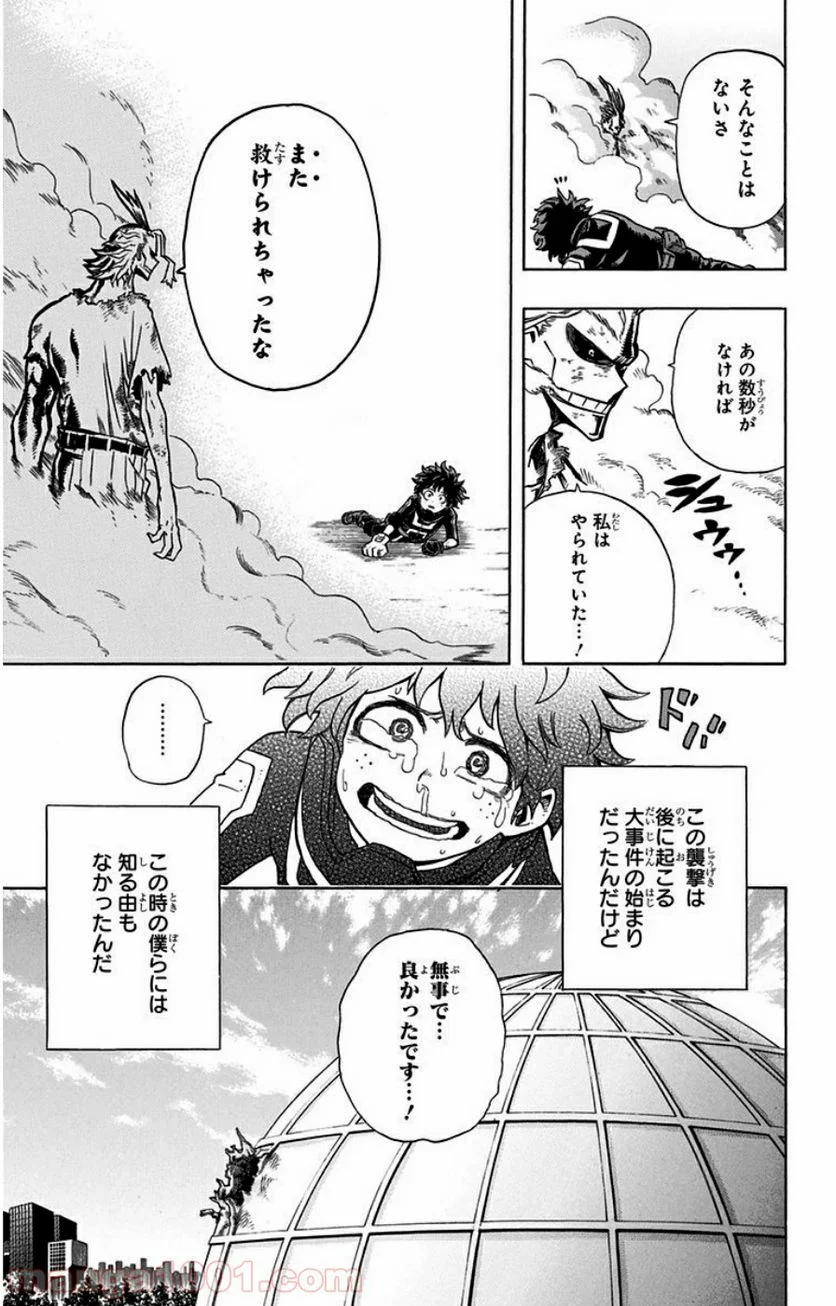 そんなことは
ないさ
あの数秒が
なければ
私は
やられていた…!
シュウゥゥ…
また
救けられちゃったな
ドバッ
………
この襲撃は
後に起こる
大事件の始まり
だったんだけど
この時の僕らには
知る由も
なかったんだ
無事で…
良かったです…!